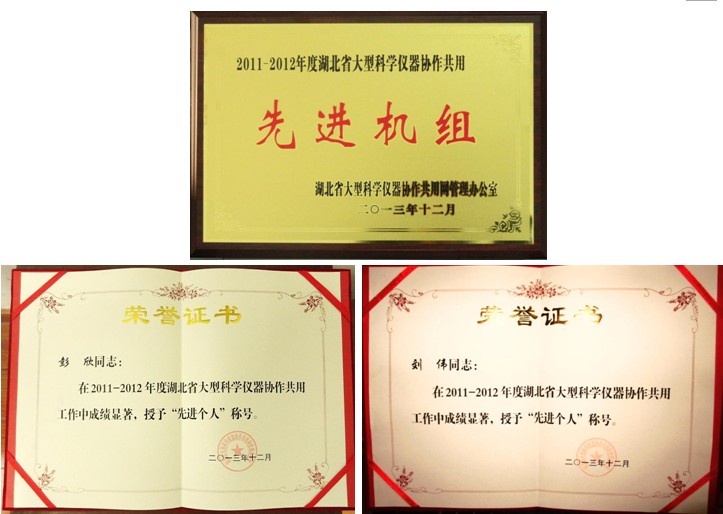 2011-2012年度湖北省大型科学仪器协作共用
先进机组
湖北省大型科学仪器协作共用网管理办公室
二〇一三年十二月
荣誉证书
彭 欣同志：
在2011-2012年度湖北省大型科学仪器协作共用
工作中成绩显著，授予“先进个人”称号。
二〇一三年十二月
荣誉证书
刘 伟同志：
在2011-2012年度湖北省大型科学仪器协作共用
工作中成绩显著，授予“先进个人”称号。
二〇一三年十二月